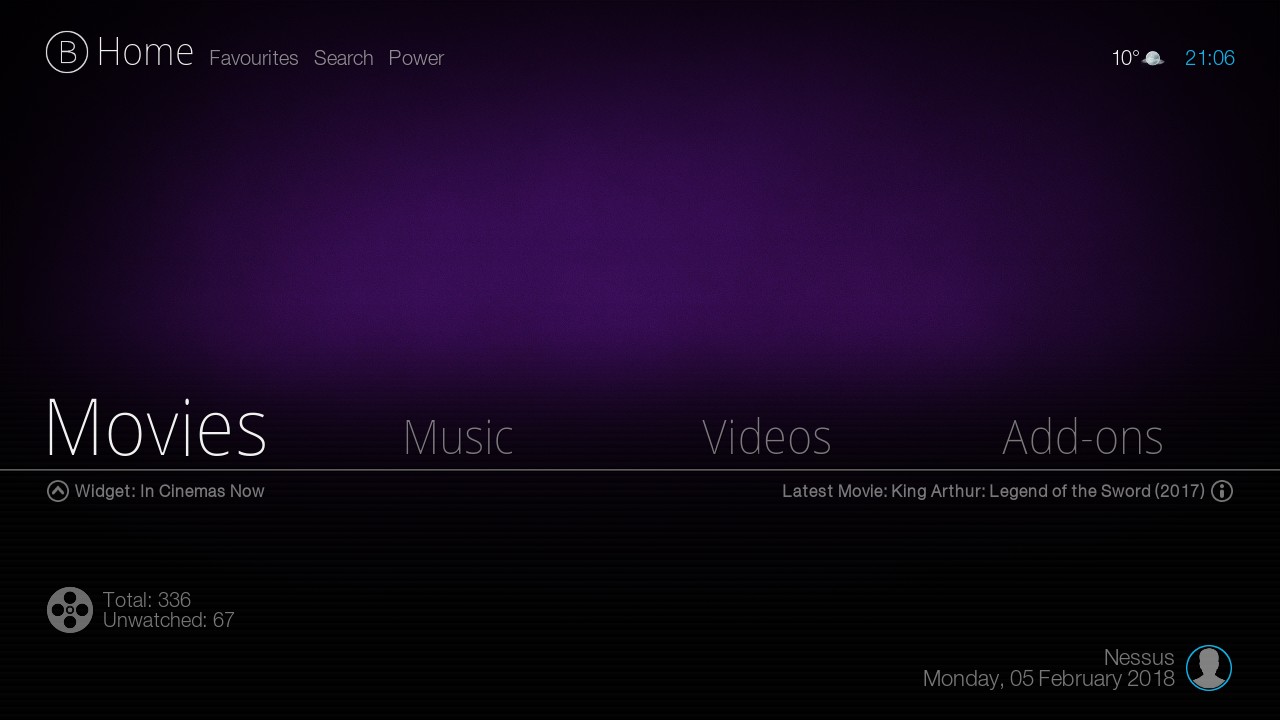 B Home Favourites Search Power
10° 21:06
Movies Music Videos Add-ons
Widget: In Cinemas Now
Latest Movie: King Arthur: Legend of the Sword (2017)
Total: 336
Unwatched: 67
Nessus
Monday, 05 February 2018